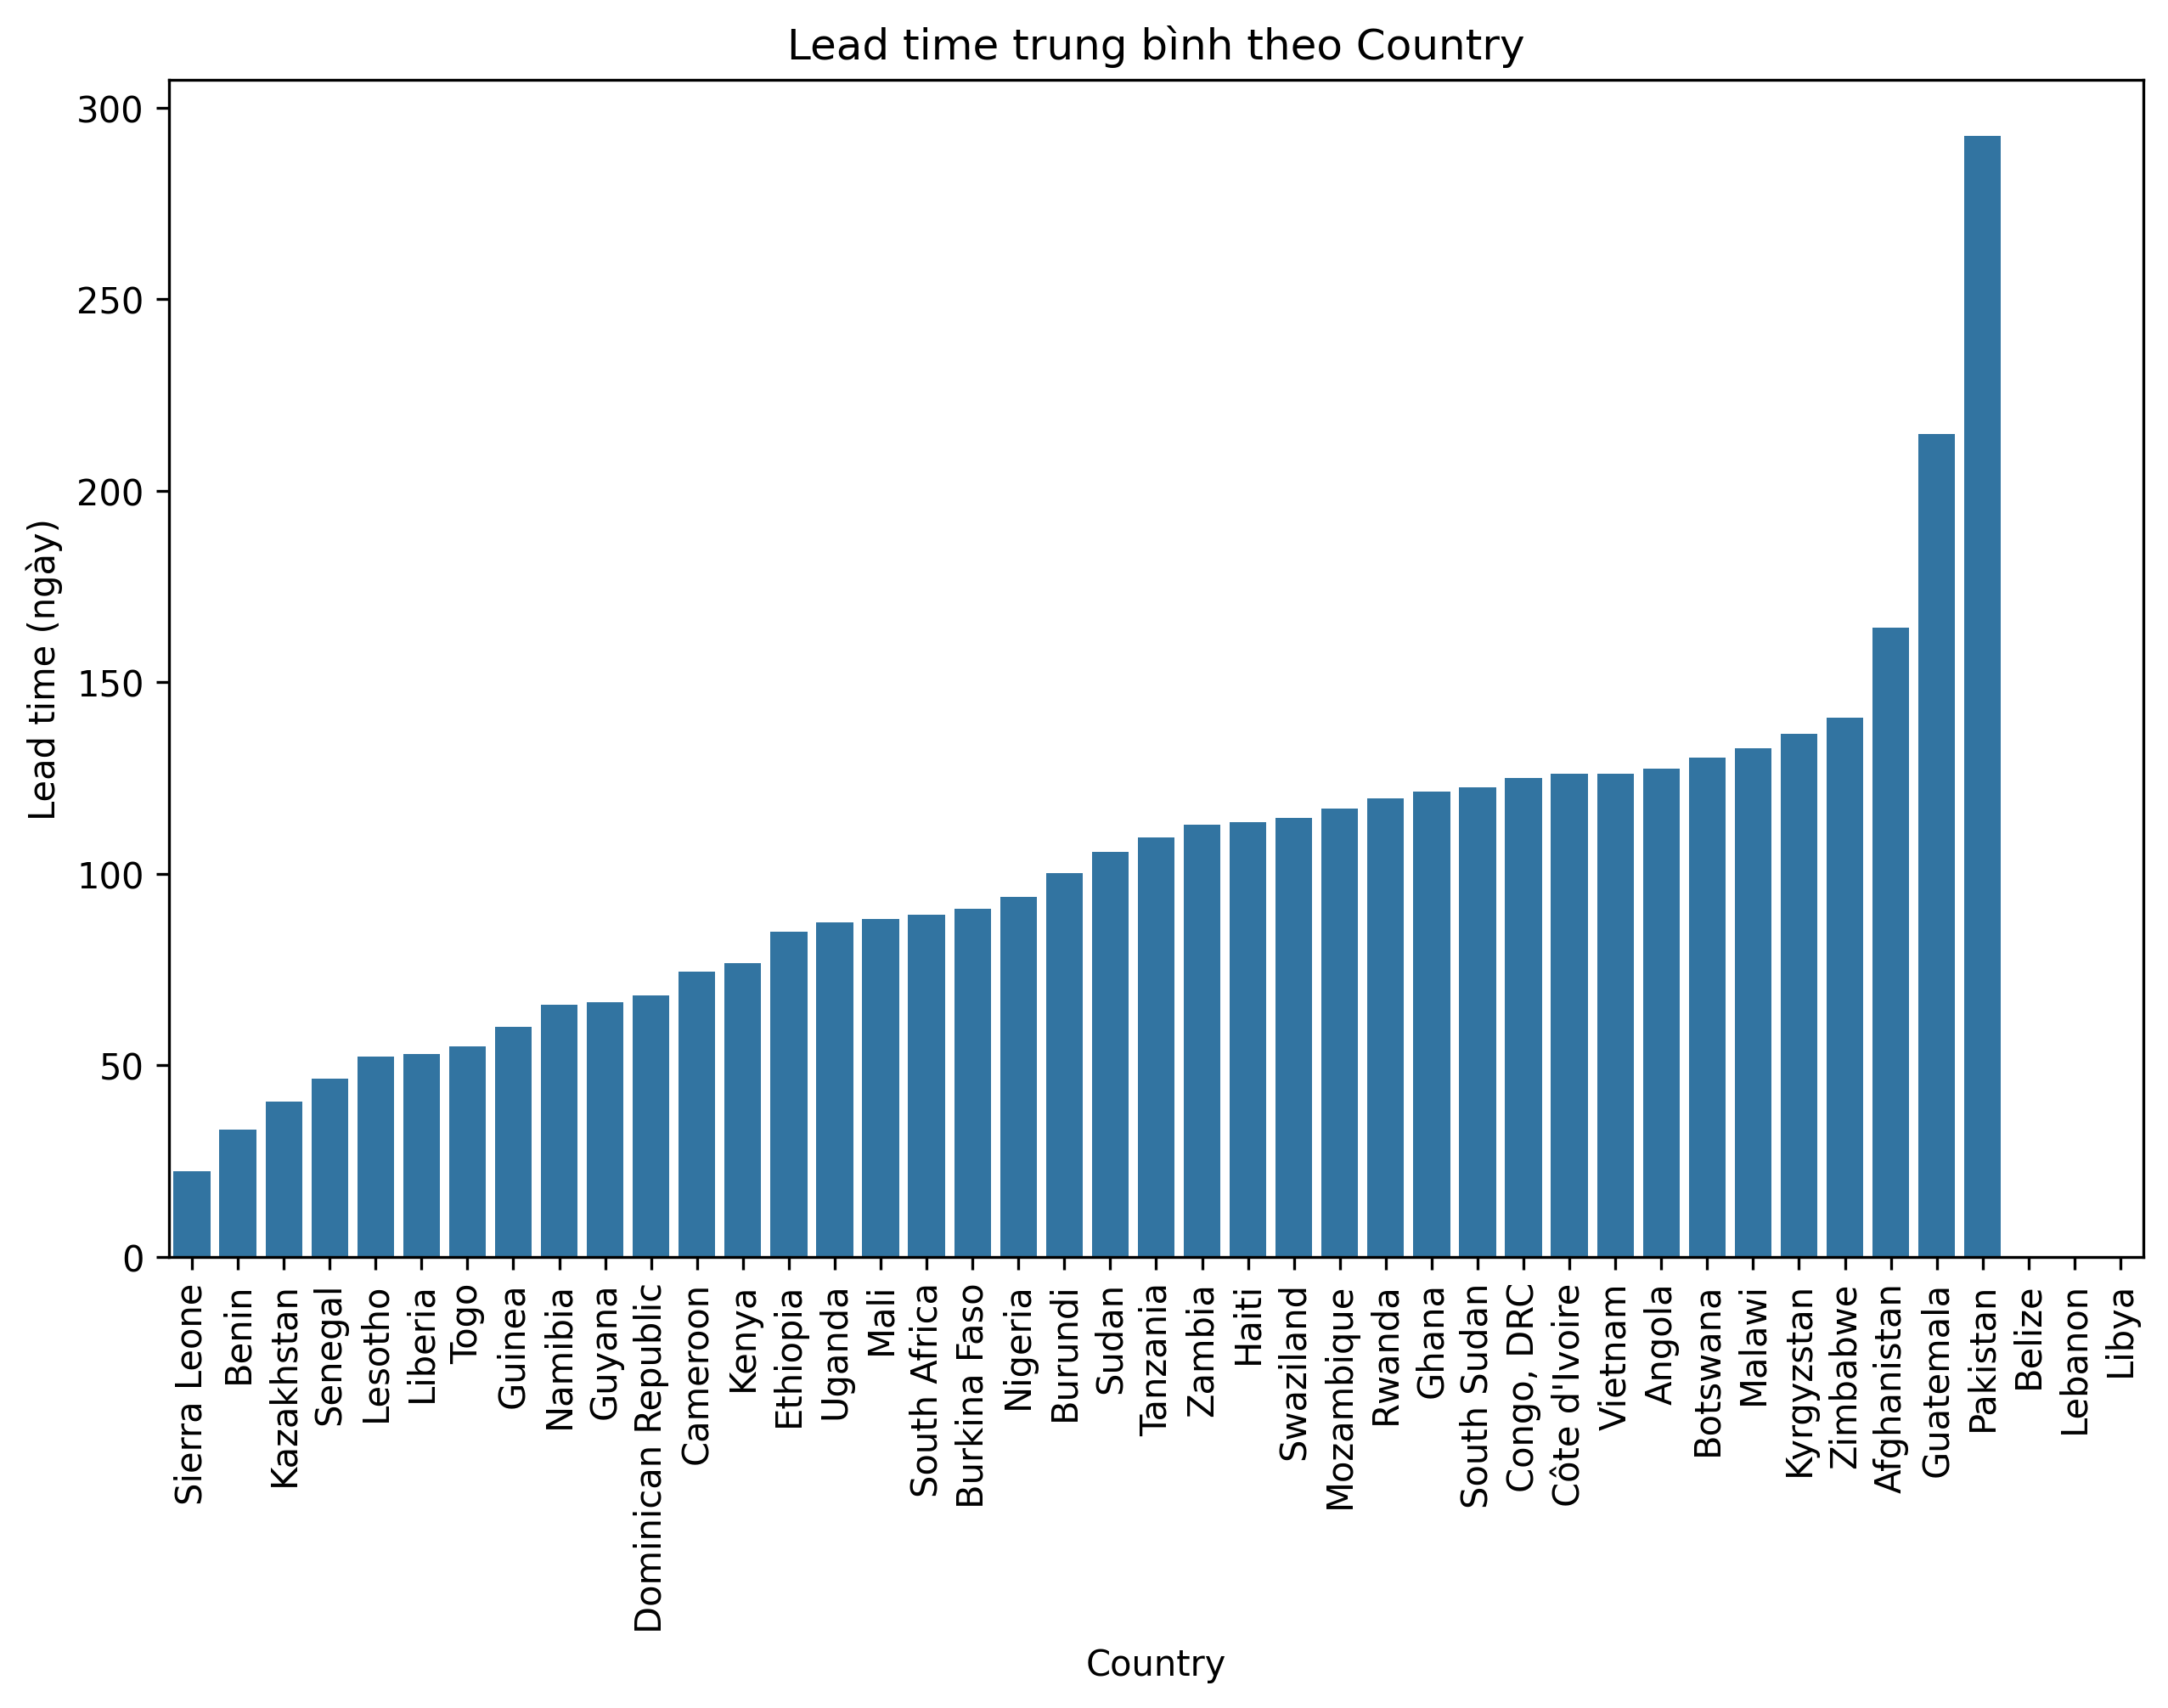 Lead time trung bình theo Country
Lead time (ngày)
300
250
200
150
100
50
0
Sierra Leone
Benin
Kazakhstan
Senegal
Lesotho
Liberia
Togo
Guinea
Namibia
Guyana
Dominican Republic
Cameroon
Kenya
Ethiopia
Uganda
Mali
South Africa
Burkina Faso
Nigeria
Burundi
Sudan
Tanzania
Zambia
Haiti
Swaziland
Mozambique
Rwanda
Ghana
South Sudan
Congo, DRC
Côte d'Ivoire
Vietnam
Angola
Botswana
Malawi
Kyrgyzstan
Zimbabwe
Afghanistan
Guatemala
Pakistan
Belize
Lebanon
Libya
Country